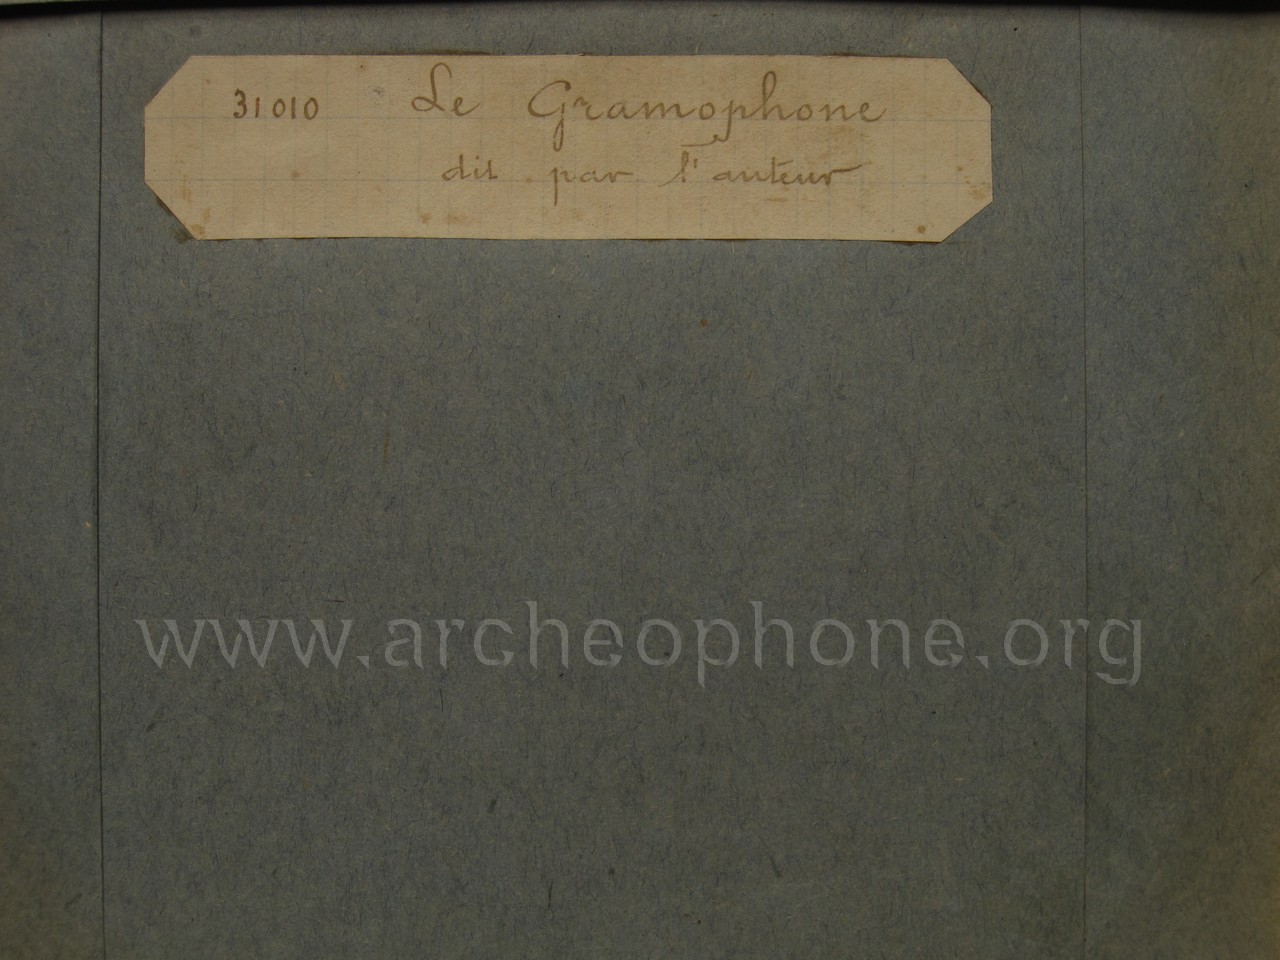 31010 Le Gramophone
dit par l'auteur
www.archeophone.org